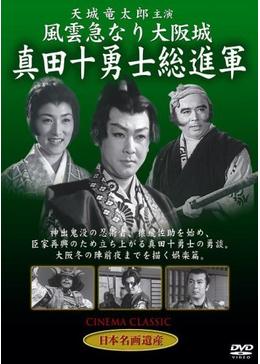 天城竜太郎 主演
風雲急なり大阪城
真田十勇士総進軍
神出鬼没の忍術者、猿飛佐助を始め、
臣家再興のため立ち上がる真田十勇士の勇談。
大阪冬の陣前夜までを描く娯楽篇。
CINEMA CLASSIC
日本名画遺産
DVD
VIDEO